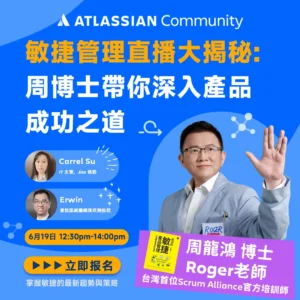 ATLASSIAN Community
敏捷管理直播大揭秘:
周博士帶你深入產品
成功之道
Carrel Su
Erwin
6月19日 12:30pm-14:00pm
▶▶▶ 立即报名
掌握敏捷的最新趨勢與策略
ROGER
敏捷
周龍鴻 博士
Roger老師
台灣首位Scrum Alliance官方培訓師